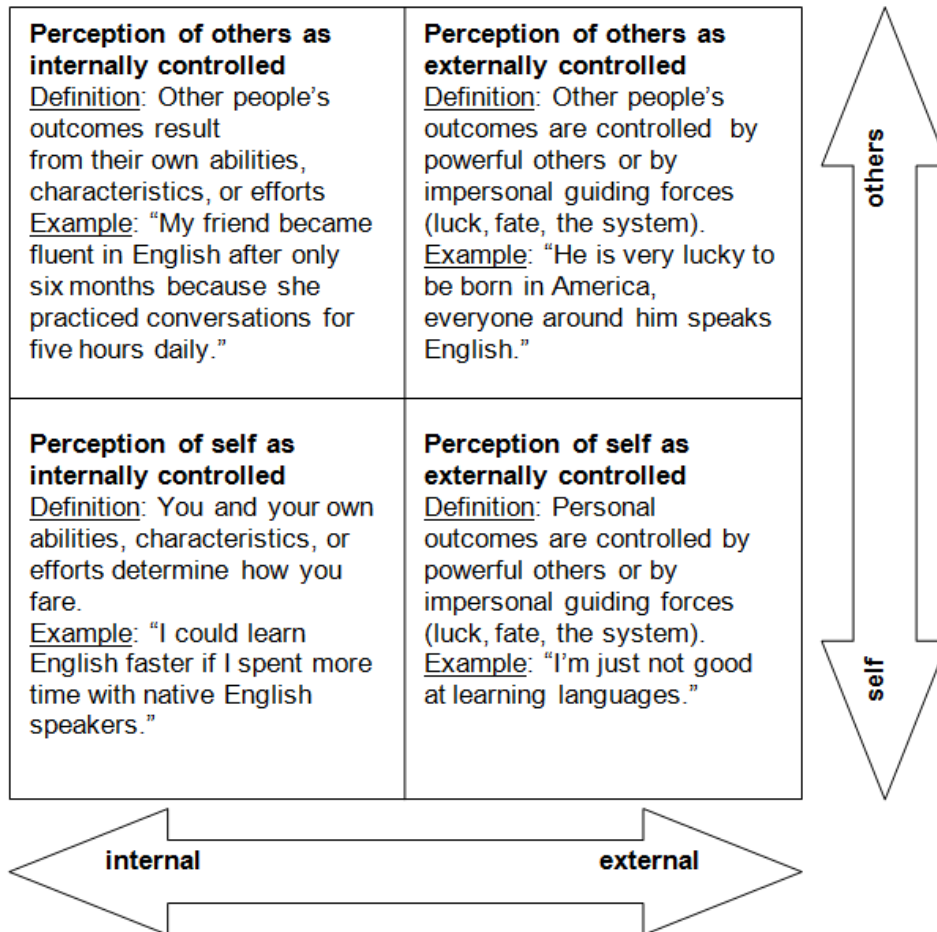 Perception of others as
internally controlled
Definition: Other people's
outcomes result
from their own abilities,
characteristics, or efforts
Example: “My friend became
fluent in English after only
six months because she
practiced conversations for
five hours daily.”
Perception of others as
externally controlled
Definition: Other people's
outcomes are controlled by
powerful others or by
impersonal guiding forces
(luck, fate, the system).
Example: “He is very lucky to
be born in America,
everyone around him speaks
English.”
others
Perception of self as
internally controlled
Definition: You and your own
abilities, characteristics, or
efforts determine how you
fare.
Example: “I could learn
English faster if I spent more
time with native English
speakers.”
Perception of self as
externally controlled
Definition: Personal
outcomes are controlled by
powerful others or by
impersonal guiding forces
(luck, fate, the system).
Example: “I'm just not good
at learning languages.”
self
internal
external